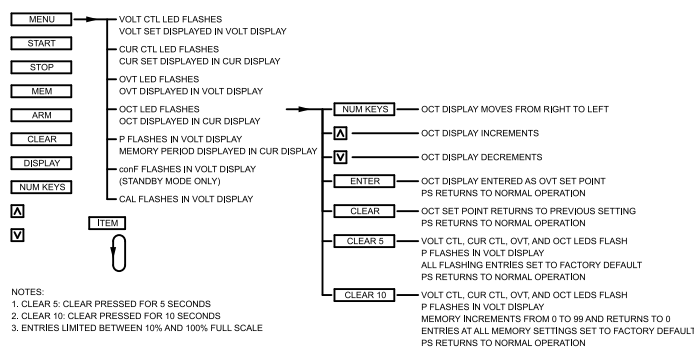 MENU
START
STOP
MEM
ARM
CLEAR
DISPLAY
NUM KEYS
VOLT CTL LED FLASHES
VOLT SET DISPLAYED IN VOLT DISPLAY
CUR CTL LED FLASHES
CUR SET DISPLAYED IN CUR DISPLAY
OVT LED FLASHES
OVT DISPLAYED IN VOLT DISPLAY
OCT LED FLASHES
OCT DISPLAYED IN CUR DISPLAY
P FLASHES IN VOLT DISPLAY
MEMORY PERIOD DISPLAYED IN CUR DISPLAY
conF FLASHES IN VOLT DISPLAY
(STANDBY MODE ONLY)
CAL FLASHES IN VOLT DISPLAY
ITEM
NUM KEYS
OCT DISPLAY MOVES FROM RIGHT TO LEFT
OCT DISPLAY INCREMENTS
OCT DISPLAY DECREMENTS
ENTER
OCT DISPLAY ENTERED AS OVT SET POINT
PS RETURNS TO NORMAL OPERATION
CLEAR
OCT SET POINT RETURNS TO PREVIOUS SETTING
PS RETURNS TO NORMAL OPERATION
CLEAR 5
VOLT CTL, CUR CTL, OVT, AND OCT LEDS FLASH
P FLASHES IN VOLT DISPLAY
ALL FLASHING ENTRIES SET TO FACTORY DEFAULT
PS RETURNS TO NORMAL OPERATION
CLEAR 10
VOLT CTL, CUR CTL, OVT, AND OCT LEDS FLASH
P FLASHES IN VOLT DISPLAY
MEMORY INCREMENTS FROM 0 TO 99 AND RETURNS TO 0
ENTRIES AT ALL MEMORY SETTINGS SET TO FACTORY DEFAULT
PS RETURNS TO NORMAL OPERATION
NOTES:
1. CLEAR 5: CLEAR PRESSED FOR 5 SECONDS
2. CLEAR 10: CLEAR PRESSED FOR 10 SECONDS
3. ENTRIES LIMITED BETWEEN 10% AND 100% FULL SCALE